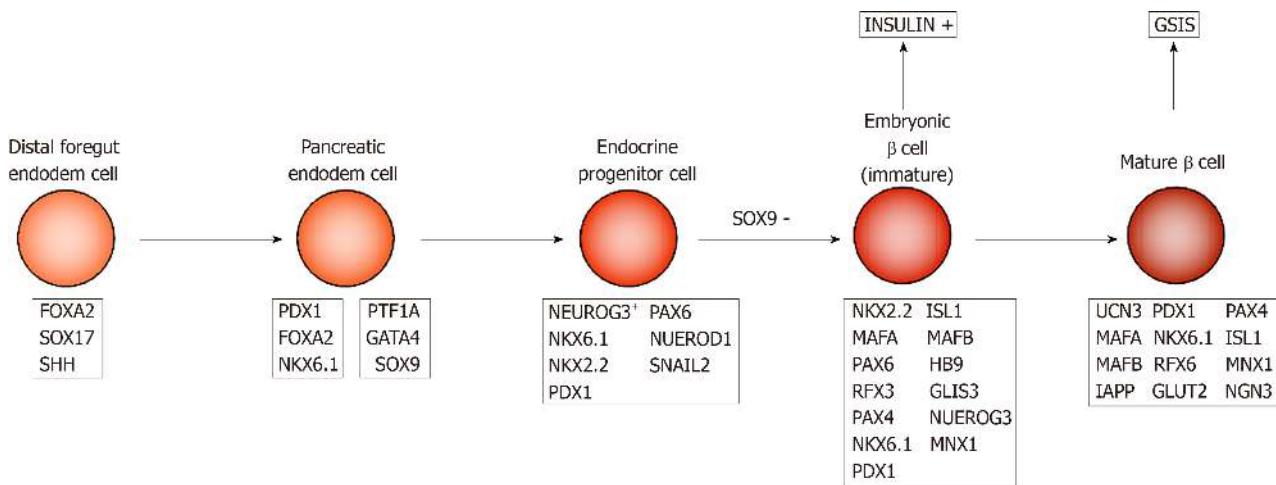 INSULIN +
GSIS
Distal foregut
endodem cell
Pancreatic
endodem cell
Endocrine
progenitor cell
SOX9 -
Embryonic
β cell
(immature)
Mature β cell
FOXA2
SOX17
SHH
PDX1
FOXA2
NKX6.1
PTF1A
GATA4
SOX9
NEUROG3+ PAX6
NKX6.1 NUEROD1
NKX2.2 SNAIL2
PDX1
NKX2.2 ISL1
MAFA MAFB
PAX6 HB9
RFX3 GLIS3
PAX4 NUEROG3
NKX6.1 MNX1
PDX1
UCN3 PDX1 PAX4
MAFA NKX6.1 ISL1
MAFB RFX6 MNX1
IAPP GLUT2 NGN3